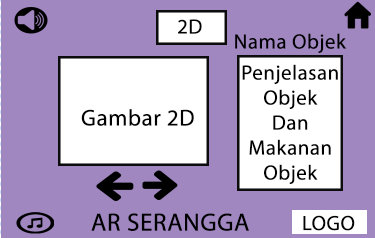 2D
Nama Objek
Gambar 2D
Penjelasan
Objek
Dan
Makanan
Objek
AR SERANGGA
LOGO